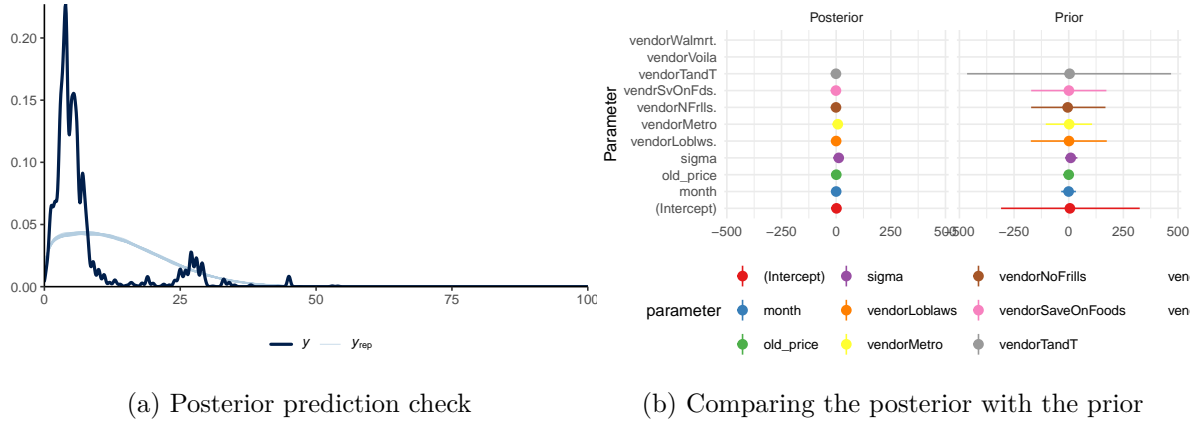 0.20
0.15
0.10
0.05
0.00
0 25 50 75 100
y yrep
(a) Posterior prediction check
Posterior Prior
Parameter
vendorWalmrt.
vendorVoila
vendorTandT
vendrSvOnFds.
vendorNFrlls.
vendorMetro
vendorLoblws.
sigma
old_price
month
(Intercept)
−500 −250 0 250 500 −500 −250 0 250 500
parameter
(Intercept) sigma vendorNoFrills ven
month vendorLoblaws vendorSaveOnFoods ven
old_price vendorMetro vendorTandT
(b) Comparing the posterior with the prior